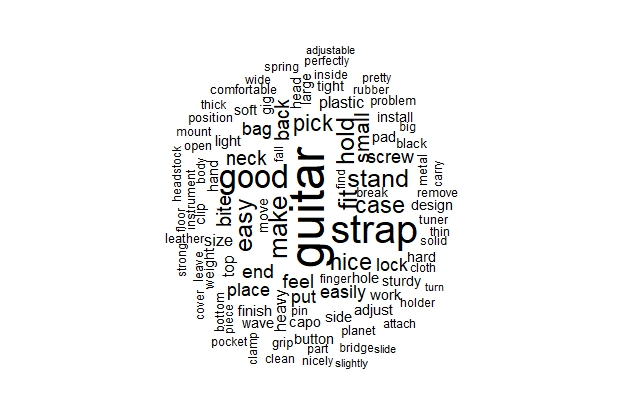 adjustable
perfectly
spring
inside
pretty
wide
head
large
tight
rubber
comfortable
gig
plastic
problem
thick
soft
back
pick
hold
small
install
position
bag
big
mount
light
pad
black
open
fall
screw
metal
carry
headstock
body
hand
neck
good
guitar
find
stand
break
remove
instrument
clip
bite
easy
move
make
fit
case
design
floor
strap
tuner
thin
solid
leather
size
strong
leave
weight
top
end
nice
lock
hard
cloth
feel
finger
hole
sturdy
turn
cover
place
heavy
put
easily
work
holder
bottom
piece
finish
pin
adjust
wave
capo
side
attach
planet
pocket
clamp
grip
button
clean
part
bridge
slide
nicely
slightly